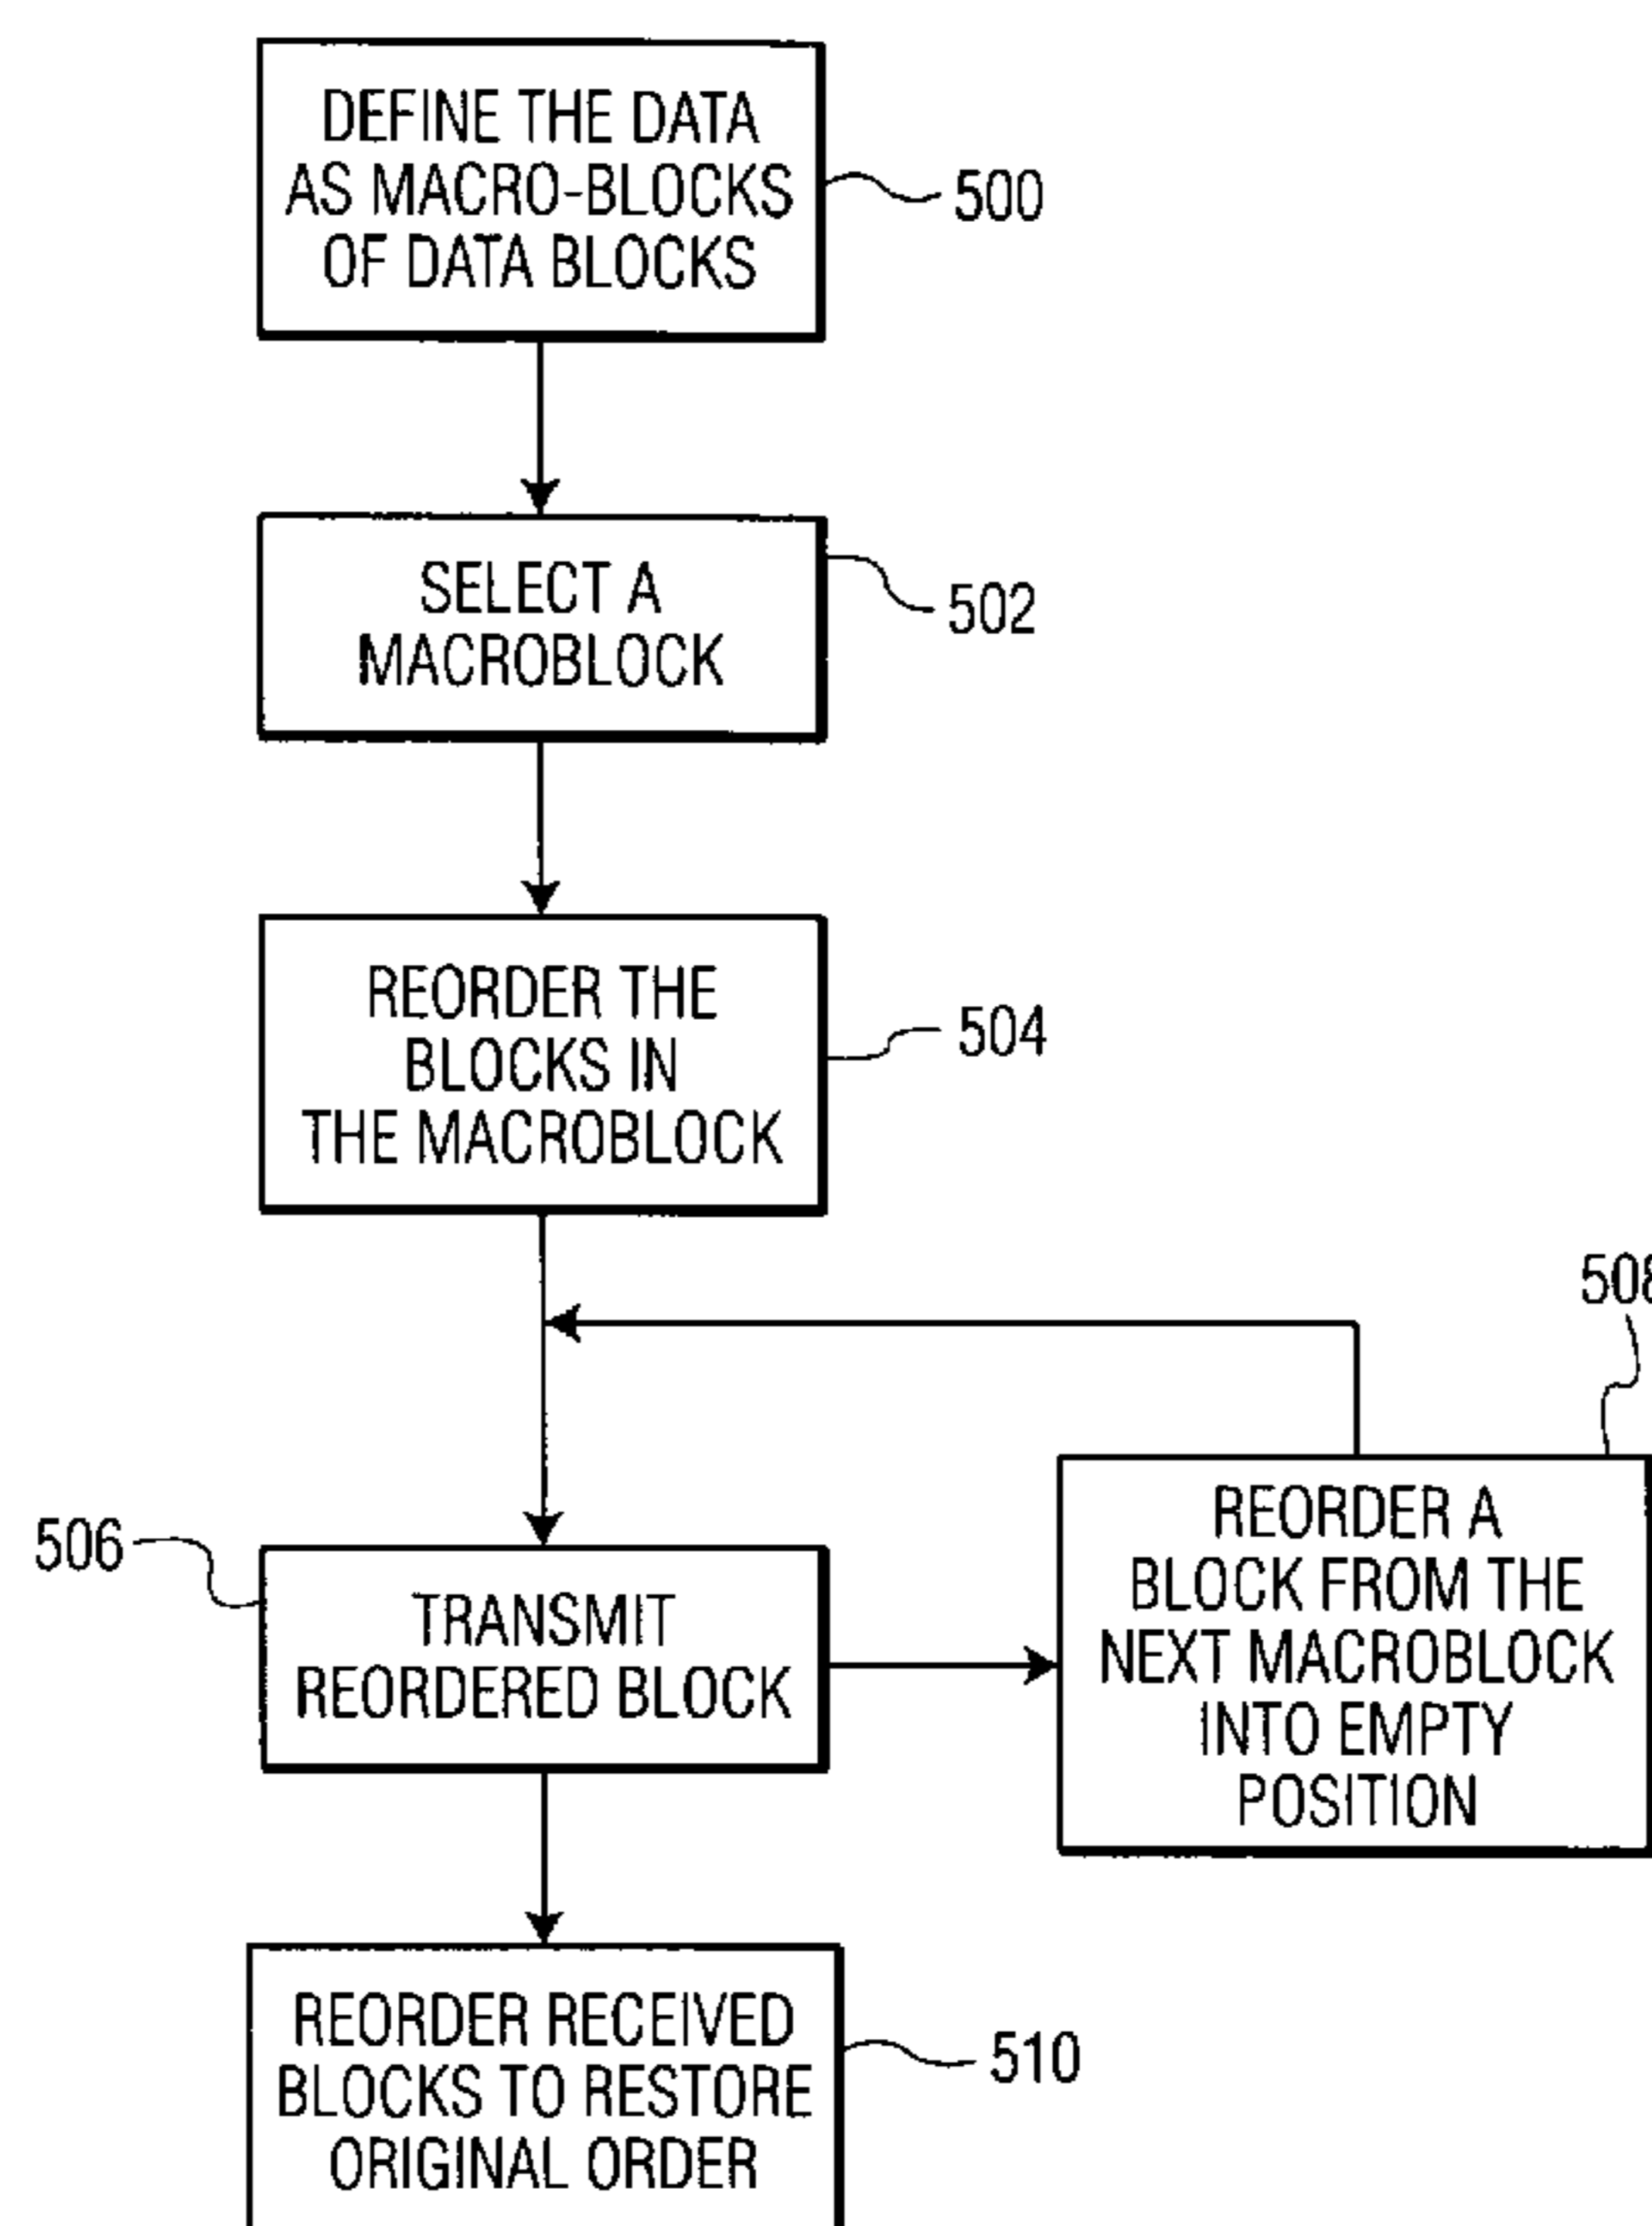 DEFINE THE DATA
AS MACRO-BLOCKS
OF DATA BLOCKS
500
SELECT A
MACROBLOCK
502
REORDER THE
BLOCKS IN
THE MACROBLOCK
504
508
506
TRANSMIT
REORDERED BLOCK
REORDER A
BLOCK FROM THE
NEXT MACROBLOCK
INTO EMPTY
POSITION
REORDER RECEIVED
BLOCKS TO RESTORE
ORIGINAL ORDER
510